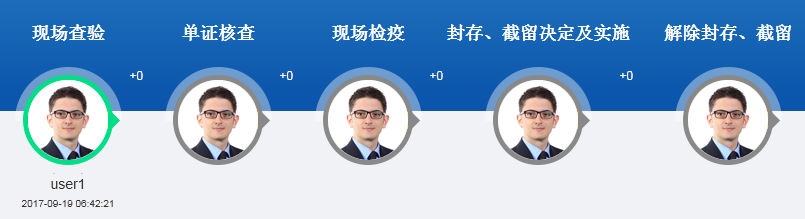 现场查验 单证核查 现场检疫 封存、截留决定及实施 解除封存、截留
+0 +0 +0 +0
user1
2017-09-19 06:42:21